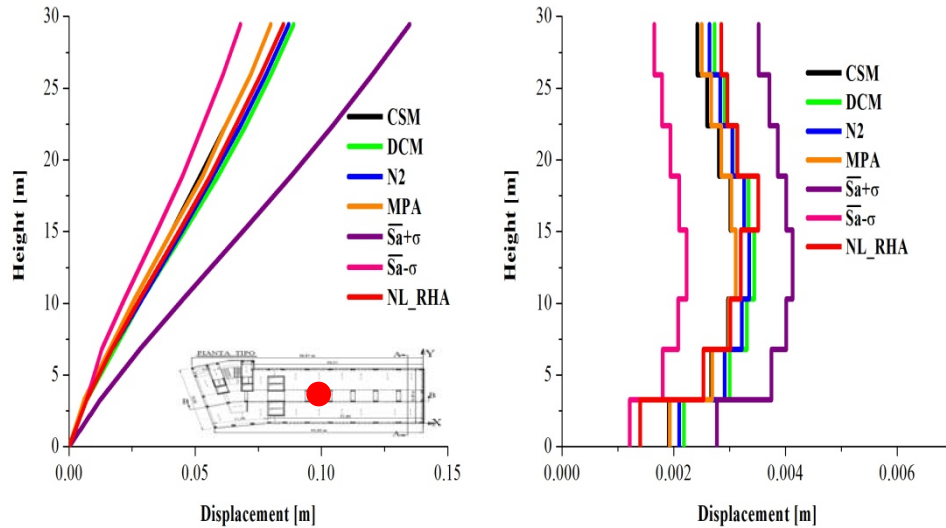 30
25
20
15
10
5
0
Height [m]
CSM
DCM
N2
MPA
Sa+σ
Sa-σ
NL_RHA
PIANTA TIPO
A
Y
B
B
X
A
0.00
0.05
0.10
0.15
Displacement [m]
30
25
20
15
10
5
0
Height [m]
CSM
DCM
N2
MPA
Sa+σ
Sa-σ
NL_RHA
0.000
0.002
0.004
0.006
Displacement [m]